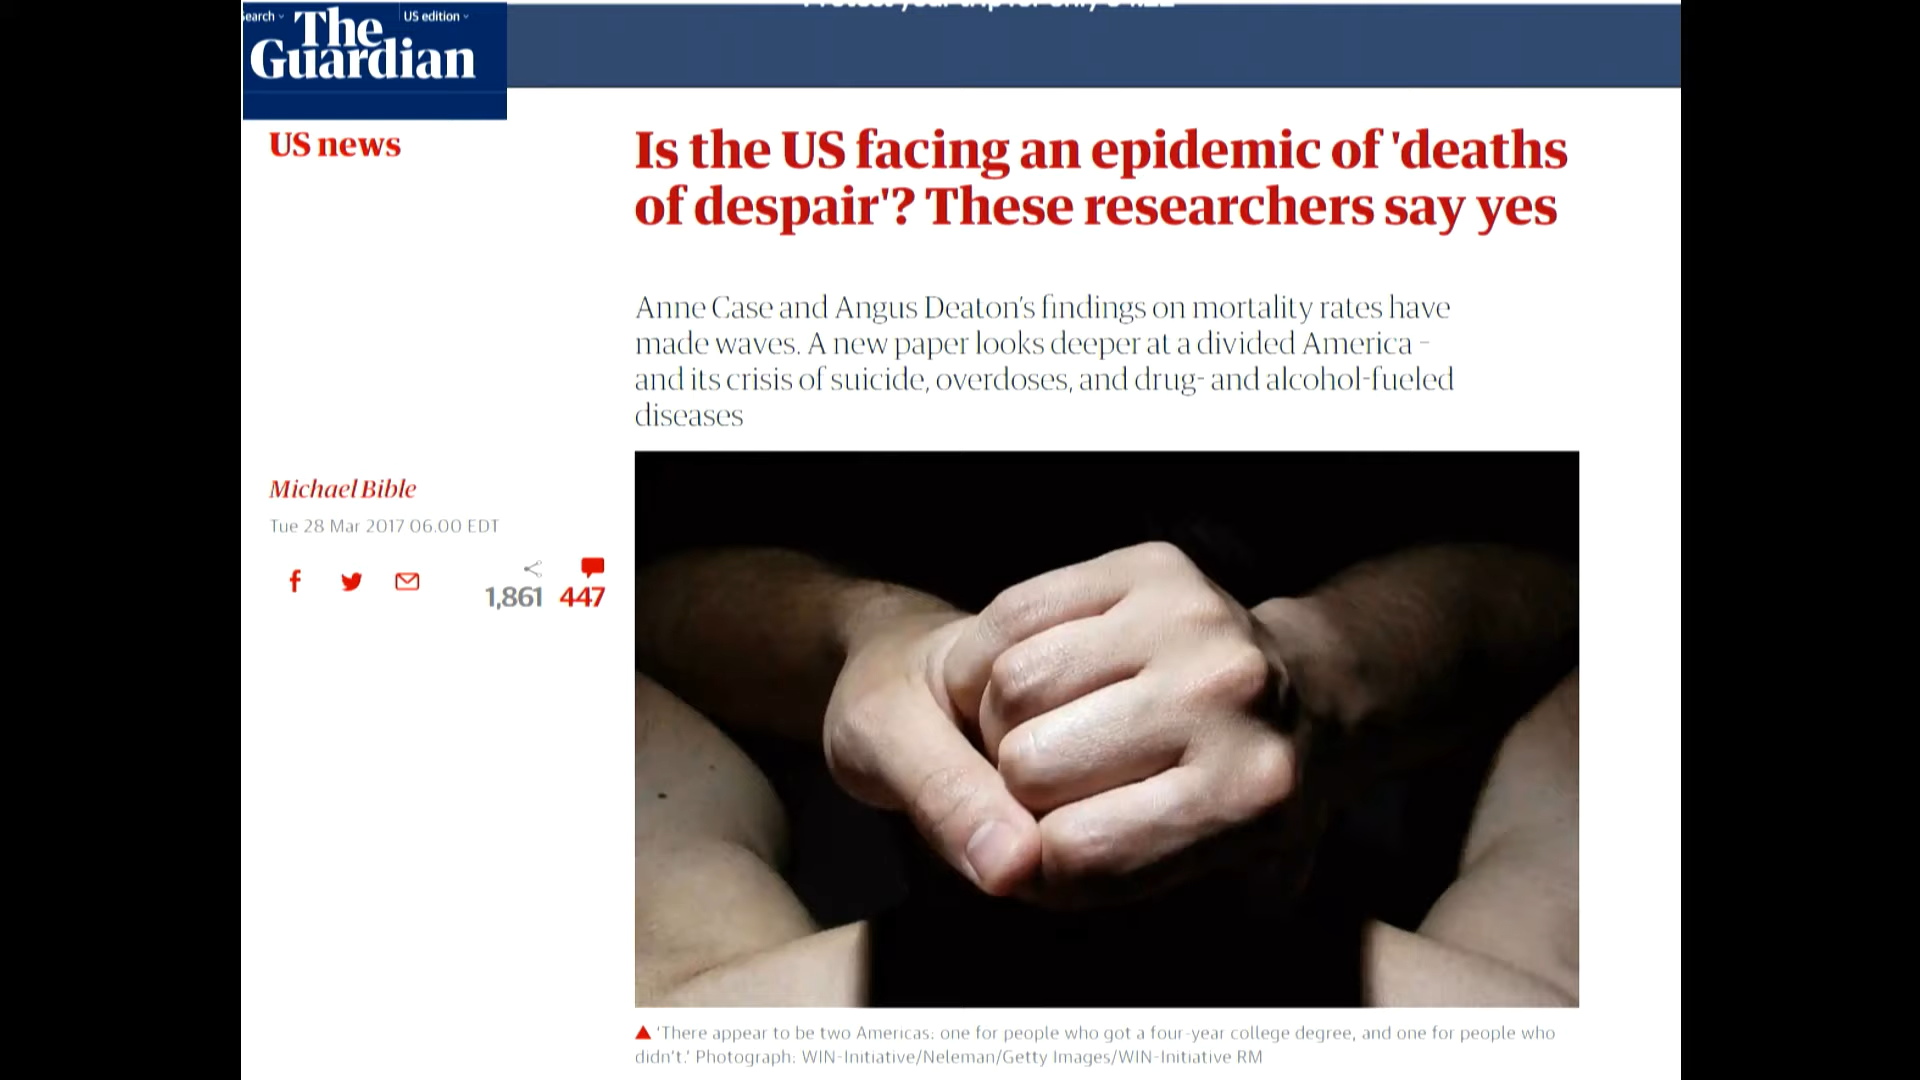 earch
US edition
The
Guardian
US news
Is the US facing an epidemic of 'deaths
of despair'? These researchers say yes
Anne Case and Angus Deaton's findings on mortality rates have
made waves. A new paper looks deeper at a divided America –
and its crisis of suicide, overdoses, and drug- and alcohol-fueled
diseases
Michael Bible
Tue 28 Mar 2017 06.00 EDT
1,861 447
'There appear to be two Americas: one for people who got a four-year college degree, and one for people who
didn't.' Photograph: WIN-Initiative/Neleman/Getty Images/WIN-Initiative RM